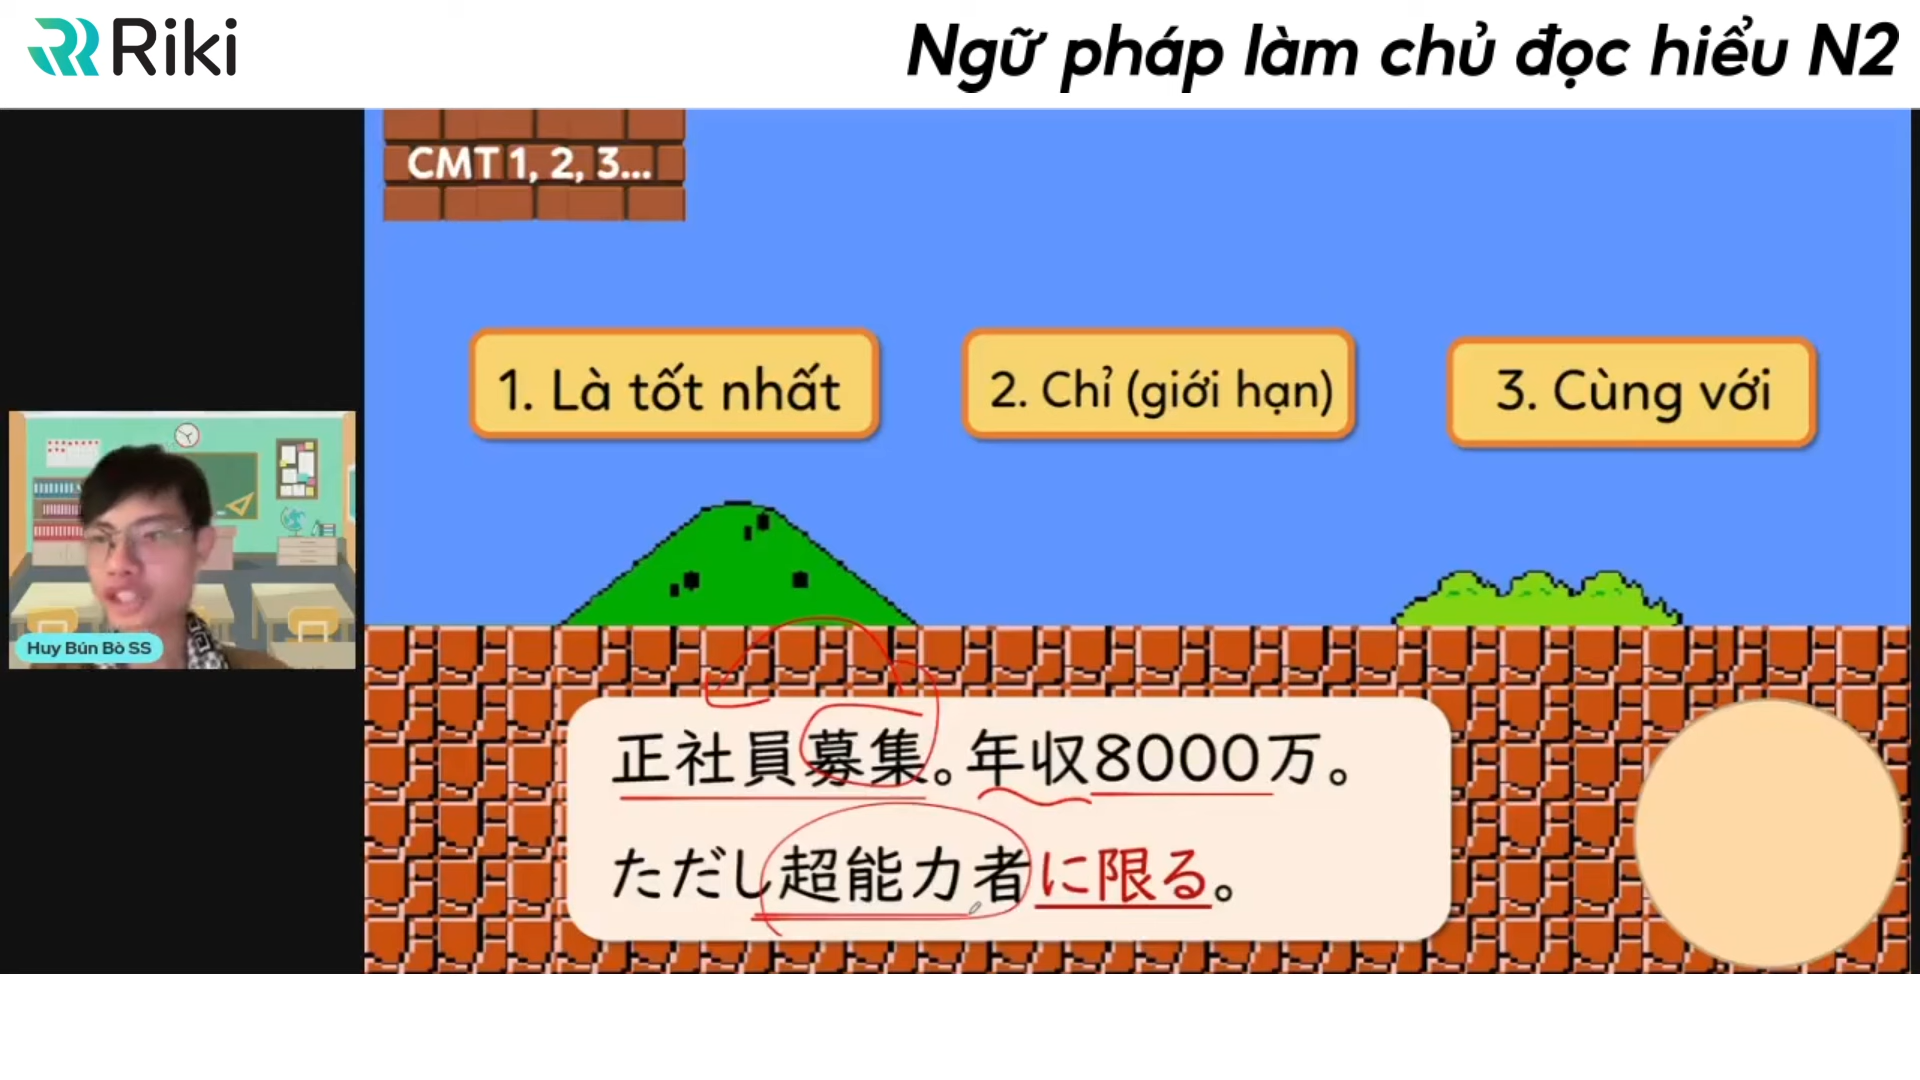 Riki
Ngữ pháp làm chủ đọc hiểu N2
CMT 1, 2, 3...
1. Là tốt nhất
2. Chỉ (giới hạn)
3. Cùng với
Huy Bún Bò SS
正社員募集。年収8000万。
ただし超能力者に限る。